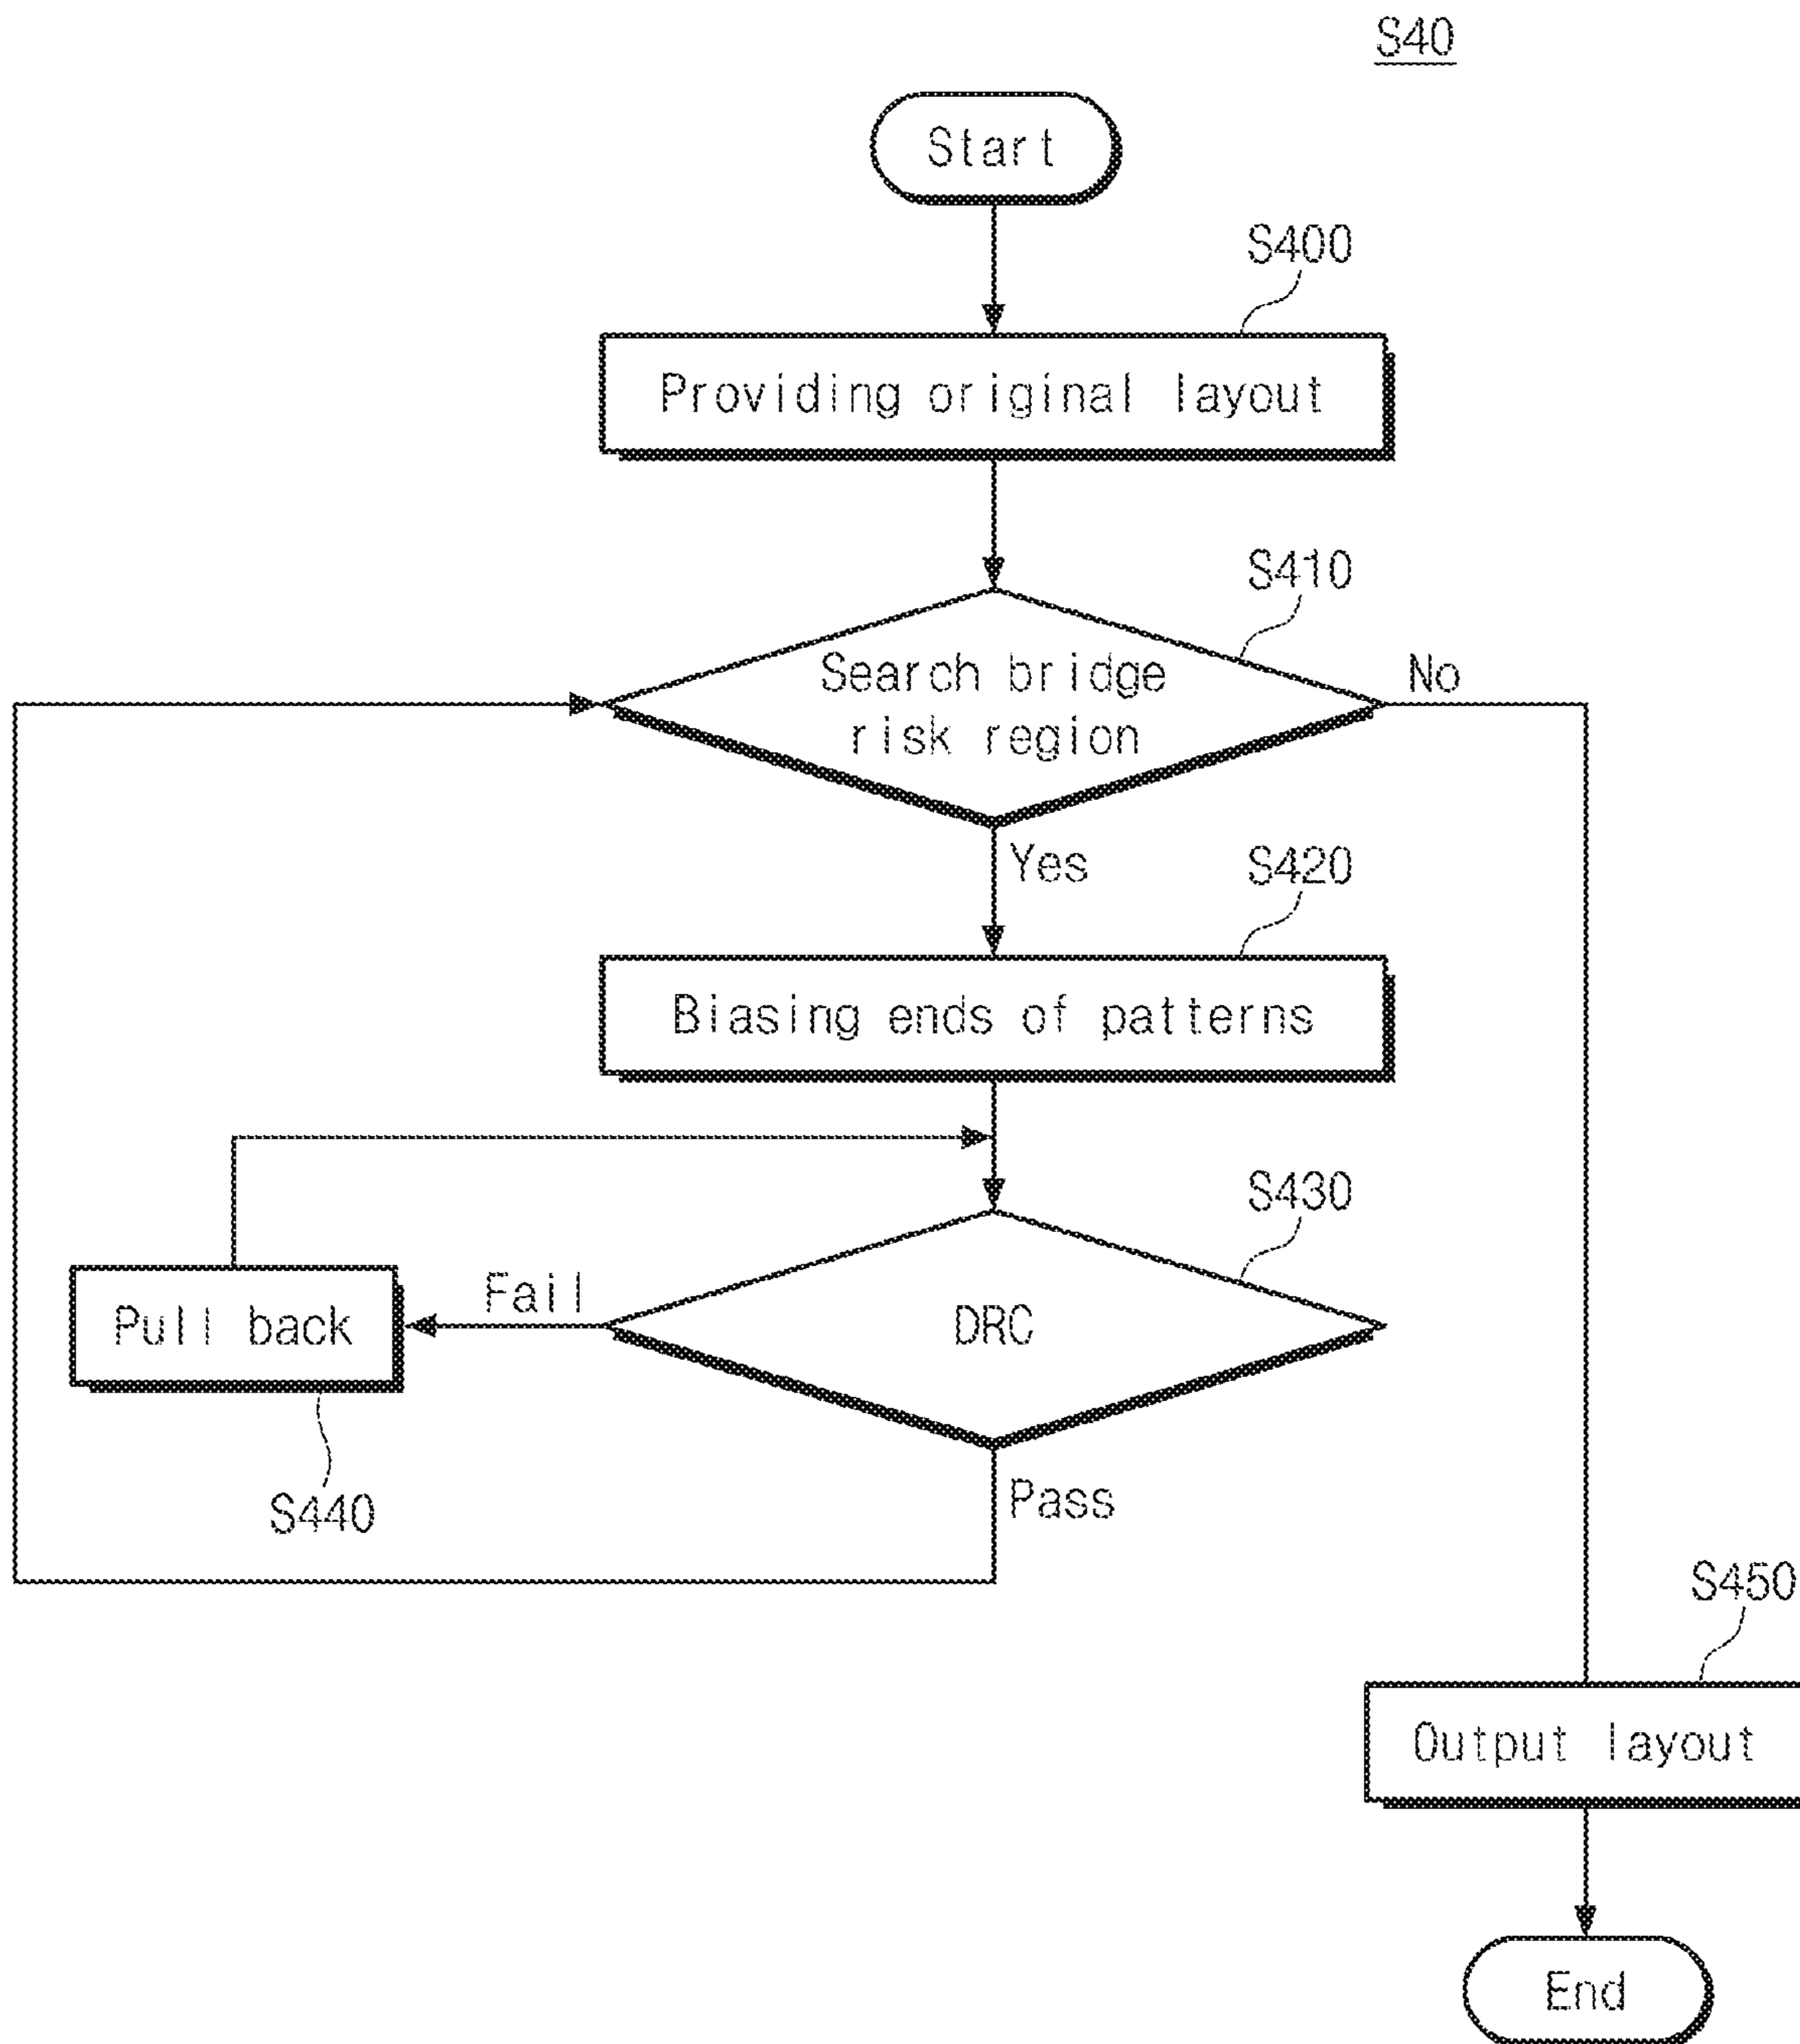 S40
Start
S400
Providing original layout
S410
Search bridge
risk region
No
Yes
S420
Biasing ends of patterns
S430
DRC
Fail
Pull back
S440
Pass
S450
Output layout
End